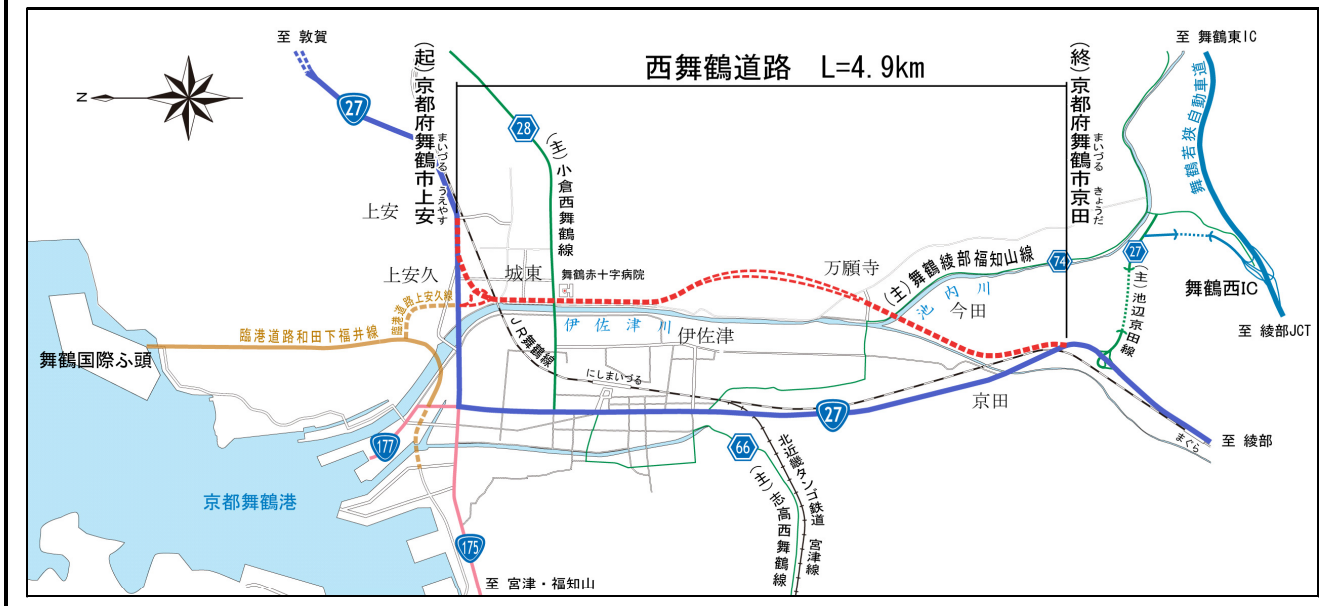 至 敦賀
27
(起)京都府舞鶴市上安
まいづる うえやす
西舞鶴道路 L=4.9km
(終)京都府舞鶴市京田
まいづる きょうだ
至 舞鶴東IC
舞鶴若狭自動車道
N
28
(主)小倉西舞鶴線
上安
上安久
城東
舞鶴赤十字病院
万願寺
(主)舞鶴綾部福知山線
74
27
(主)池辺京田線
舞鶴西IC
至 綾部JCT
池内川
今田
臨港道路上安久線
臨港道路和田下福井線
舞鶴国際ふ頭
伊佐津川
伊佐津
JR舞鶴線
にしまいづる
27
京田
至 綾部
まぐら
177
66
(主)志高西舞鶴線
北近畿タンゴ鉄道 宮津線
京都舞鶴港
175
至 宮津・福知山